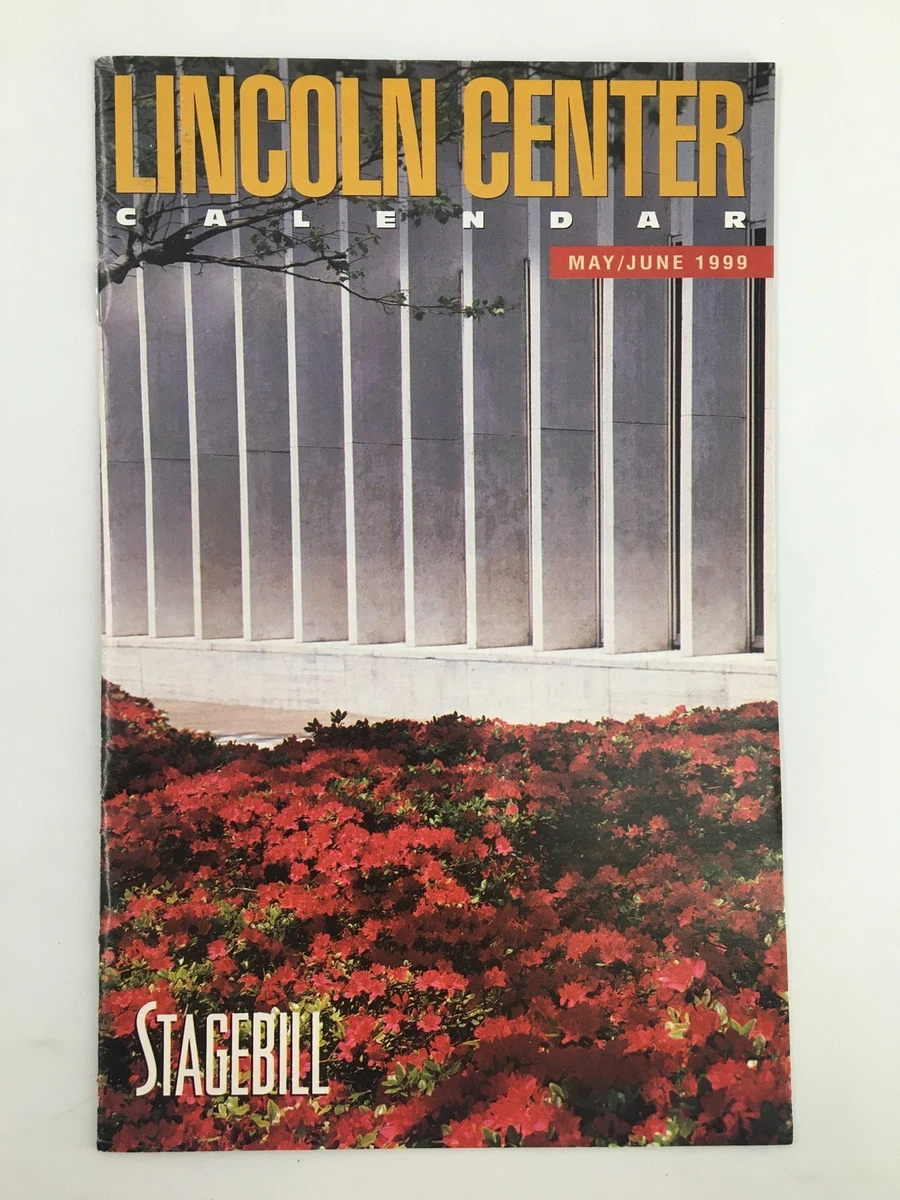 LINCOLN CENTER
CALENDAR
MAY/JUNE 1999
STAGEBILL